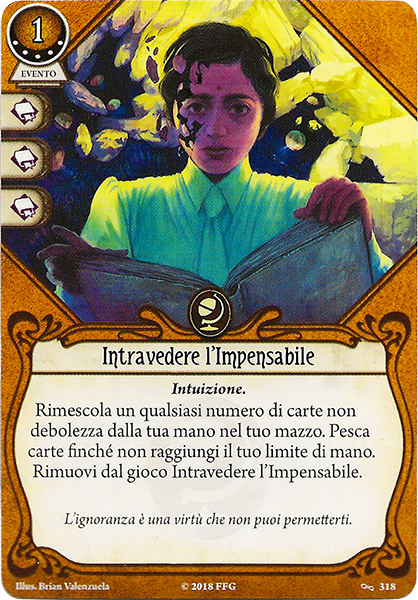 1
EVENTO
Intravedere l'Impensabile
Intuizione.
Rimescola un qualsiasi numero di carte non
debolezza dalla tua mano nel tuo mazzo. Pesca
carte finché non raggiungi il tuo limite di mano.
Rimuovi dal gioco Intravedere l'Impensabile.
L'ignoranza è una virtù che non puoi permetterti.
Illus. Brian Valenzuela © 2018 FFG 318